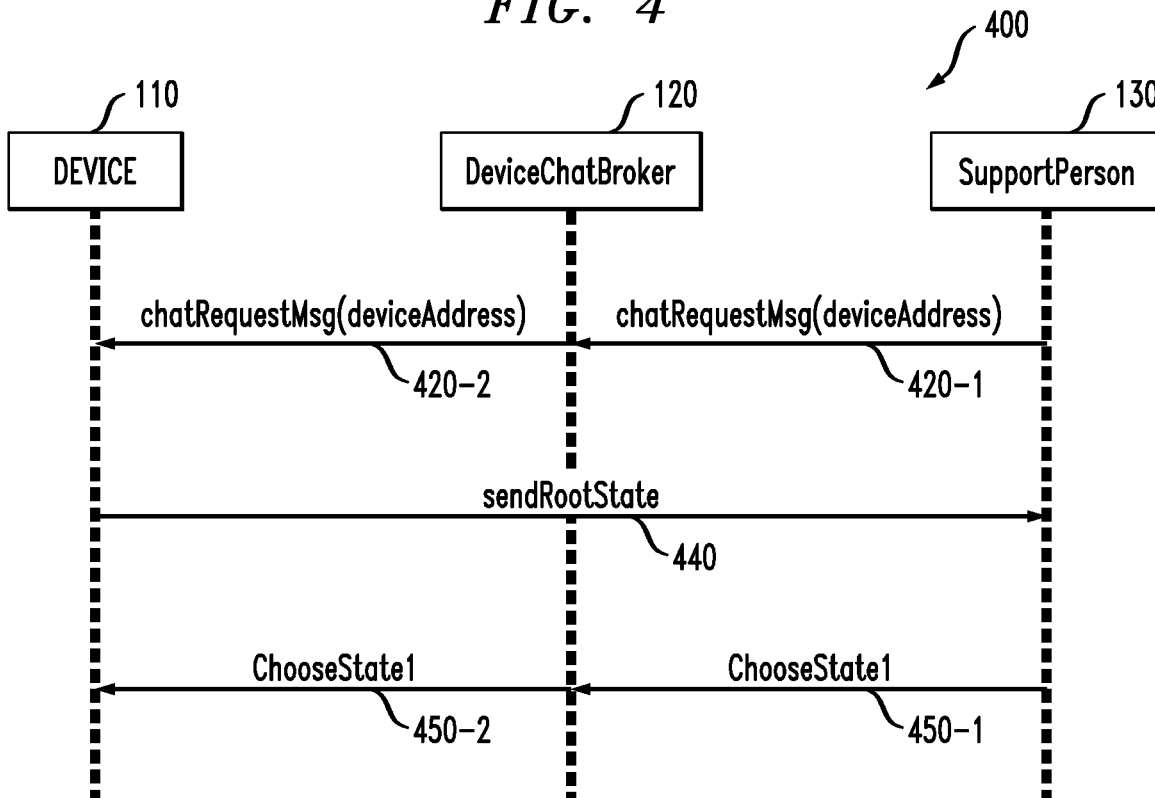 FIG. 4
400
110
120
130
DEVICE
DeviceChatBroker
SupportPerson
chatRequestMsg(deviceAddress)
chatRequestMsg(deviceAddress)
420-2
420-1
sendRootState
440
ChooseState1
ChooseState1
450-2
450-1